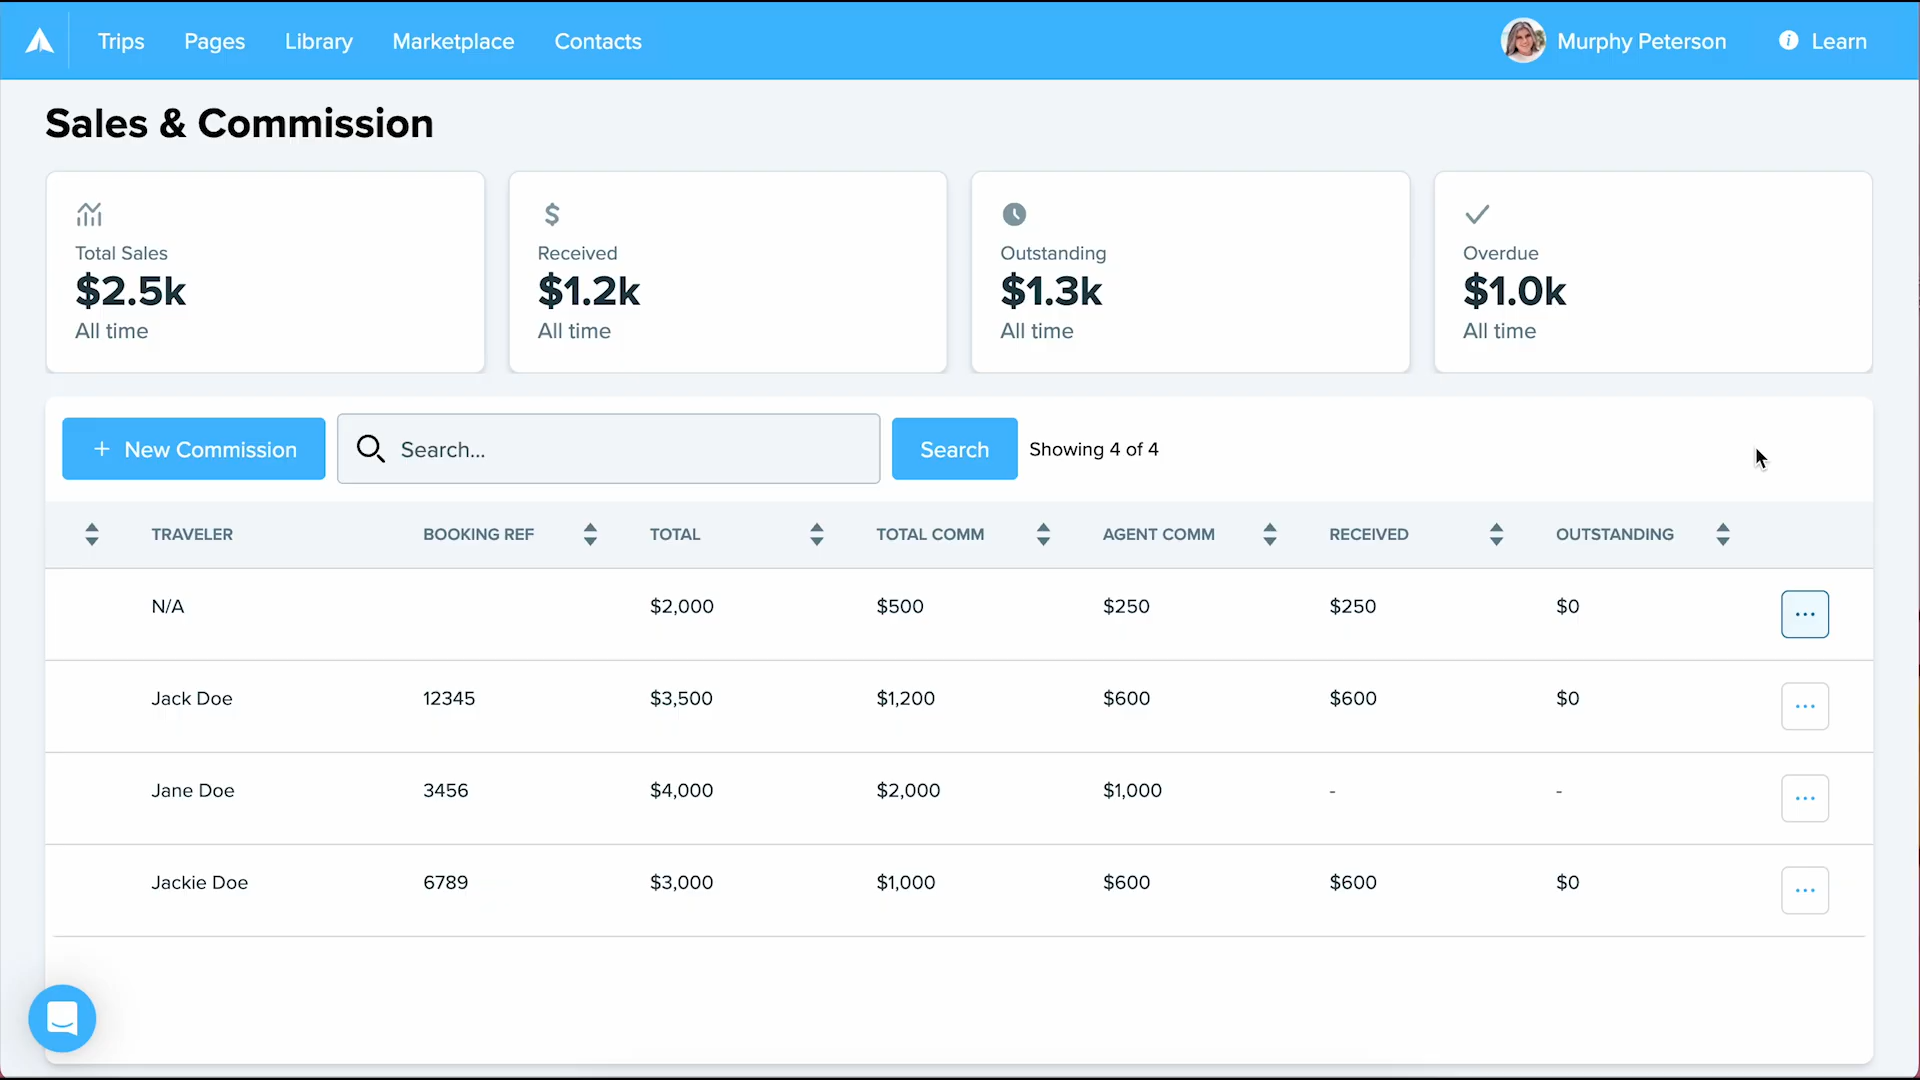 Trips Pages Library Marketplace Contacts Murphy Peterson Learn
Sales & Commission
Total Sales
$2.5k
All time
Received
$1.2k
All time
Outstanding
$1.3k
All time
Overdue
$1.0k
All time
+ New Commission Search... Search Showing 4 of 4
TRAVELER BOOKING REF TOTAL TOTAL COMM AGENT COMM RECEIVED OUTSTANDING
N/A $2,000 $500 $250 $250 $0
Jack Doe 12345 $3,500 $1,200 $600 $600 $0
Jane Doe 3456 $4,000 $2,000 $1,000 - -
Jackie Doe 6789 $3,000 $1,000 $600 $600 $0